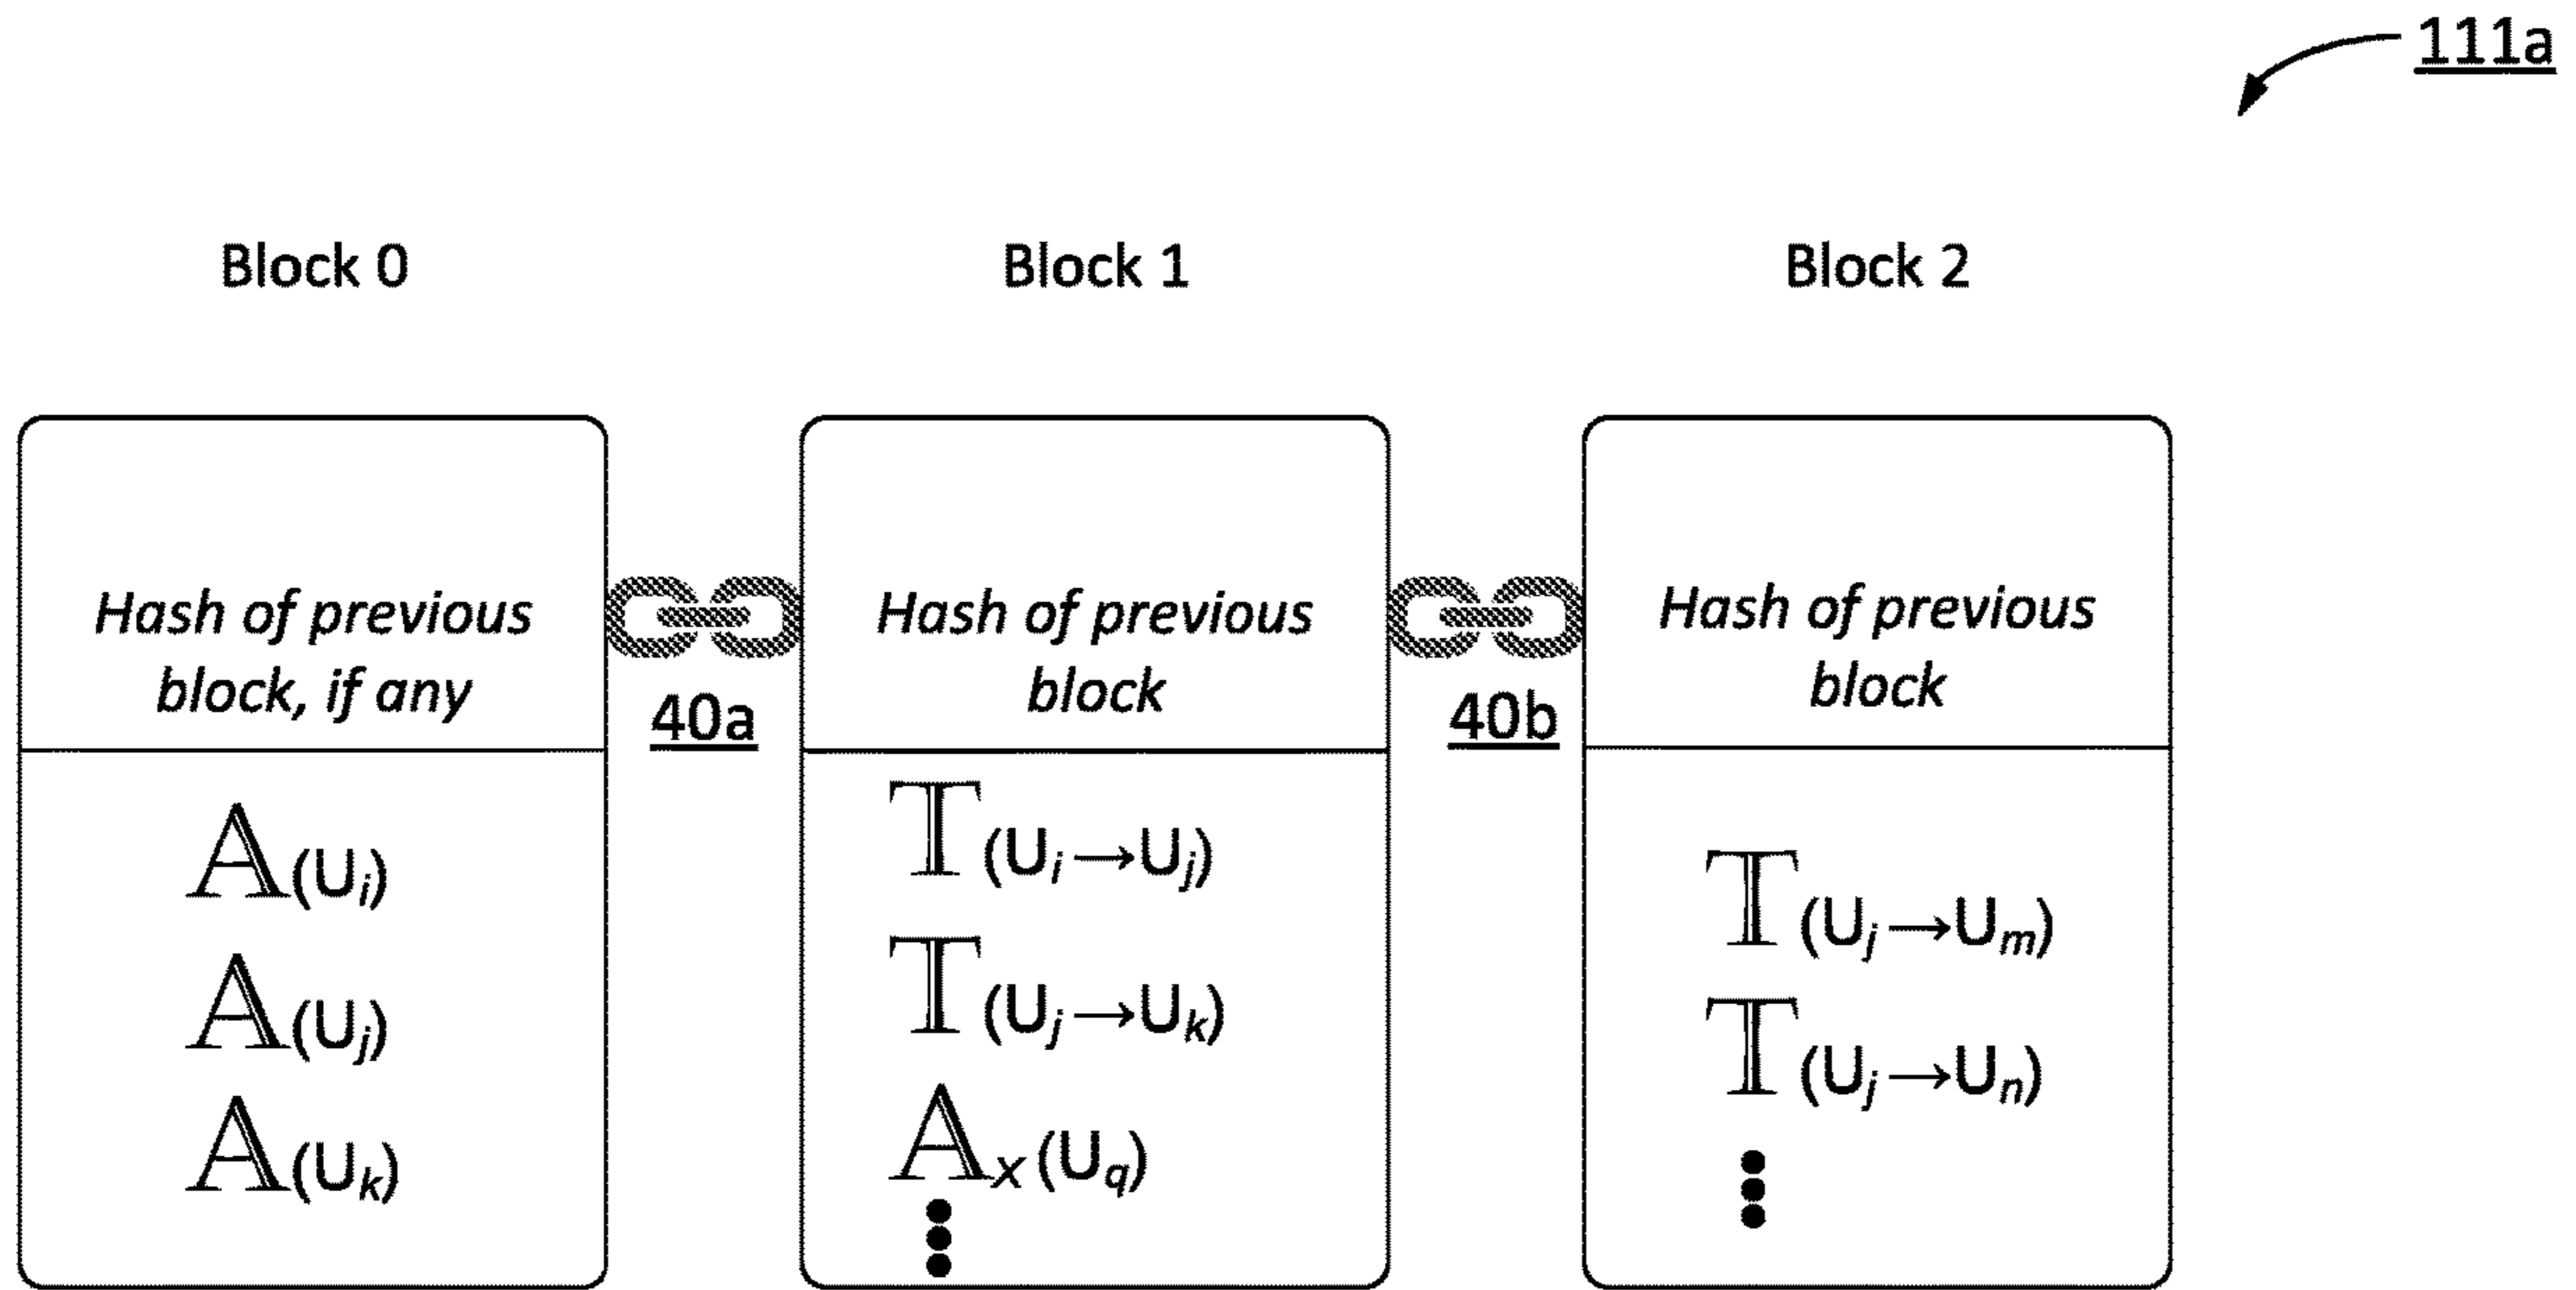 111a
Block 0
Hash of previous
block, if any
𝔸(Ui)
𝔸(Uj)
𝔸(Uk)
40a
Block 1
Hash of previous
block
𝕋(Ui→Uj)
𝕋(Uj→Uk)
𝔸x(Uq)
40b
Block 2
Hash of previous
block
𝕋(Uj→Um)
𝕋(Uj→Un)